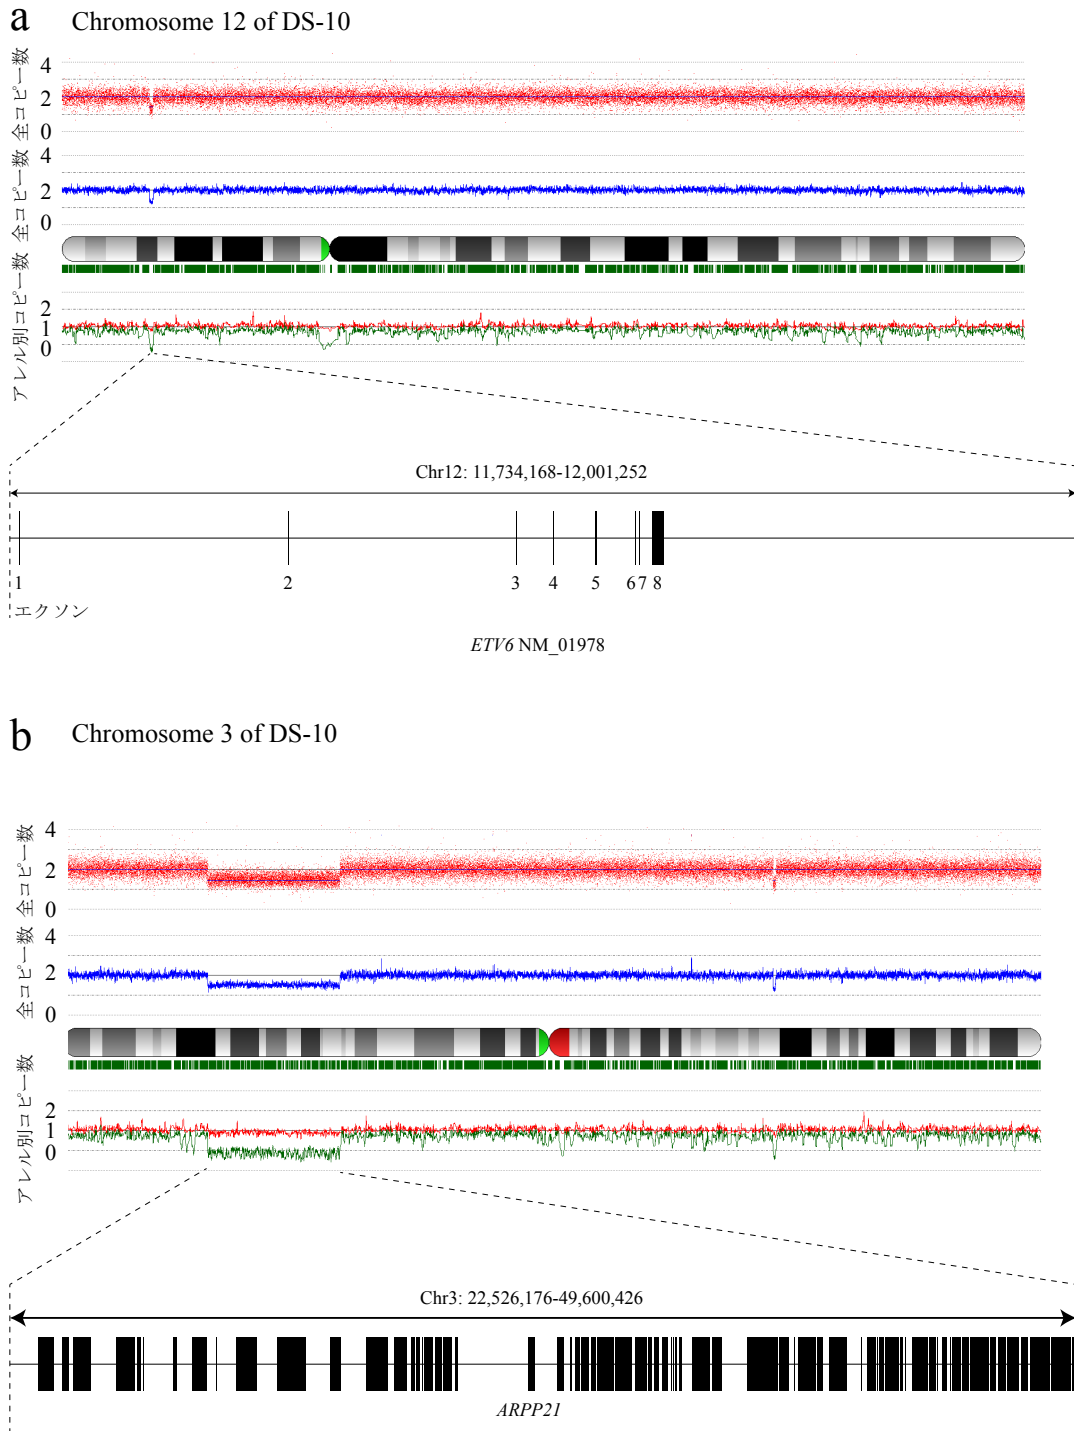 a Chromosome 12 of DS-10
全コピー数
4
2
0
全コピー数
4
2
0
アレル別コピー数
2
1
0
Chr12: 11,734,168-12,001,252
1 2 3 4 5 6 7 8
エクソン
ETV6 NM_01978
b Chromosome 3 of DS-10
全コピー数
4
2
0
全コピー数
4
2
0
アレル別コピー数
2
1
0
Chr3: 22,526,176-49,600,426
ARPP21